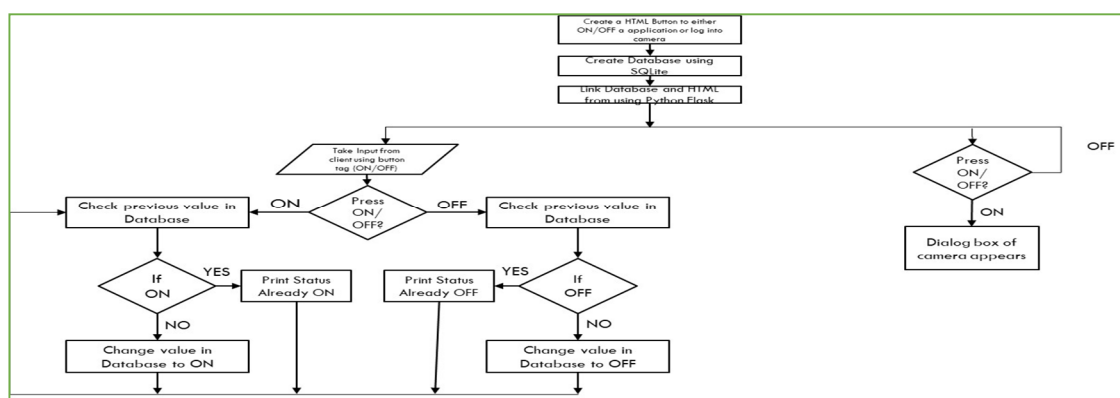 Create a HTML Button to either
ON/OFF a application or log into
camera
Create Database using
SQLite
Link Database and HTML
from using Python Flask
Take Input from
client using button
tag (ON/OFF)
Press
ON/
OFF?
ON
OFF
Check previous value in
Database
Check previous value in
Database
If
ON
YES
Print Status
Already ON
NO
Change value in
Database to ON
If
OFF
YES
Print Status
Already OFF
NO
Change value in
Database to OFF
Press
ON/
OFF?
OFF
ON
Dialog box of
camera appears